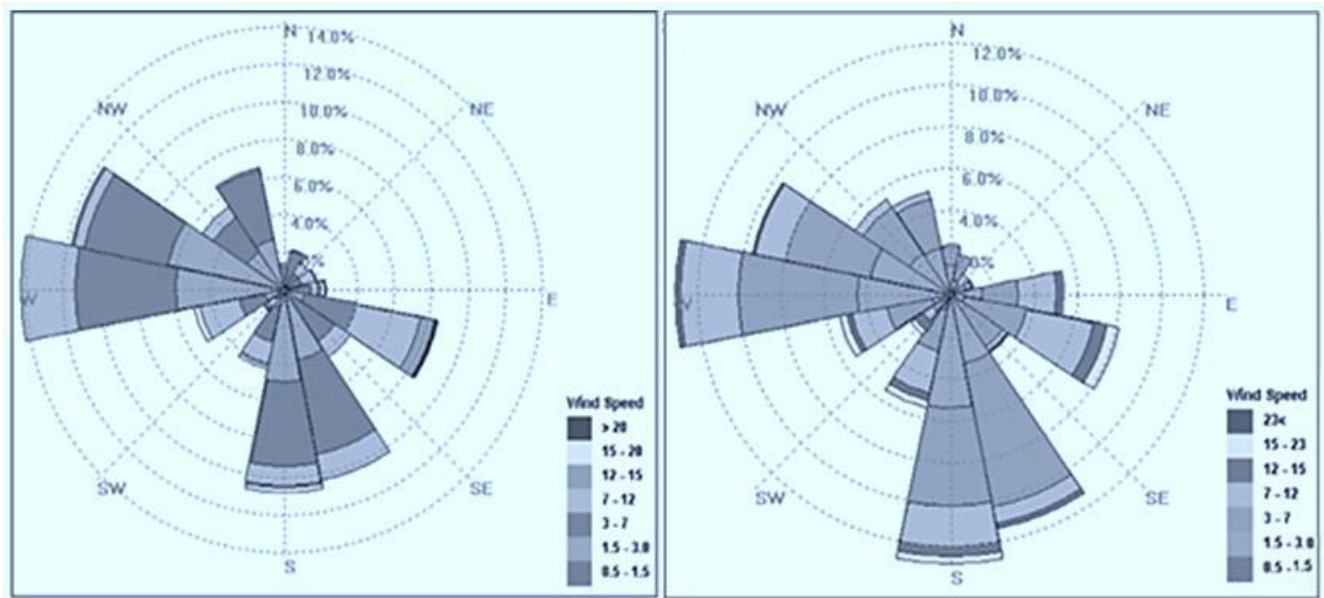 N
14.0%
12.0%
10.0%
8.0%
6.0%
4.0%
NW
NE
W
E
SW
SE
S
Wind Speed
> 20
15 - 20
12 - 15
7 - 12
3 - 7
1.5 - 3.0
0.5 - 1.5
N
12.0%
10.0%
8.0%
6.0%
4.0%
NW
NE
E
SW
SE
S
Wind Speed
23<
15 - 23
12 - 15
7 - 12
3 - 7
1.5 - 3.0
0.5 - 1.5